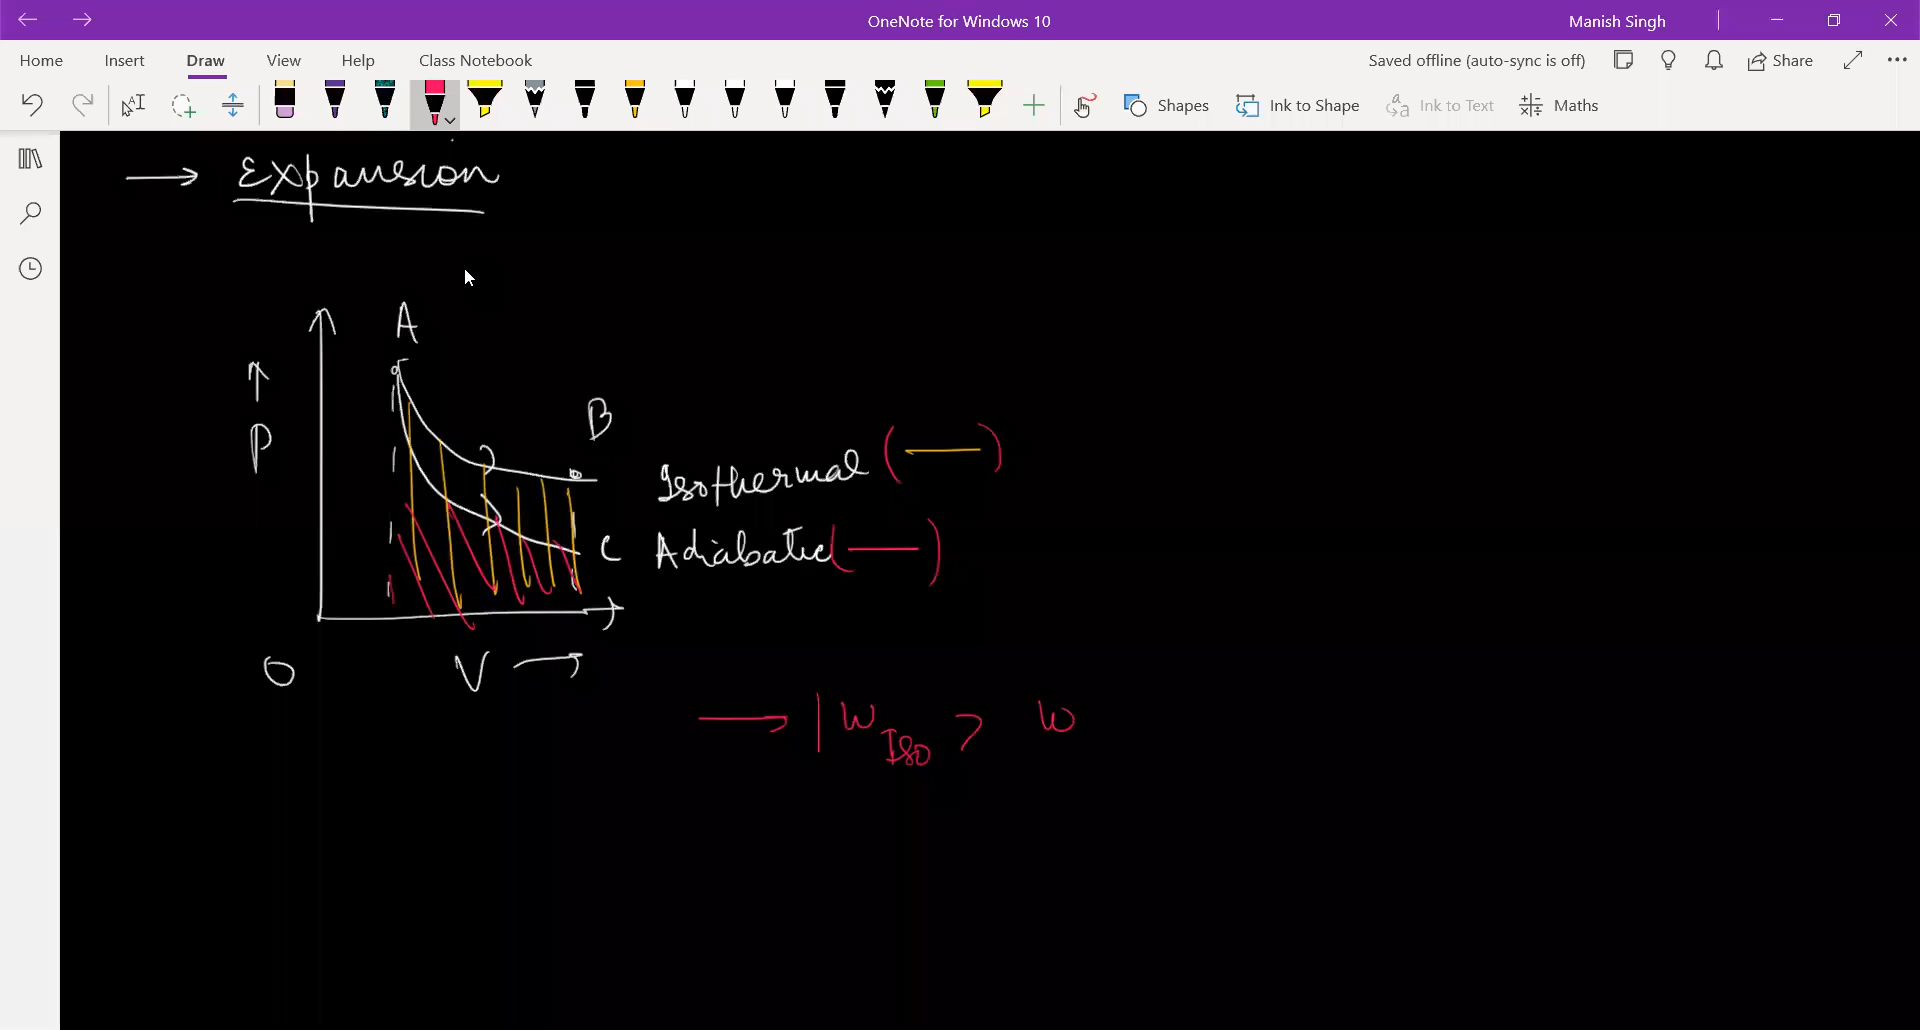 OneNote for Windows 10
Manish Singh
Home Insert Draw View Help Class Notebook
Saved offline (auto-sync is off) Share
Shapes Ink to Shape Ink to Text Maths
→ Expansion
A
↑
P
B
Isothermal (—)
C Adiabatic (—)
O V →
→ | W Iso > W